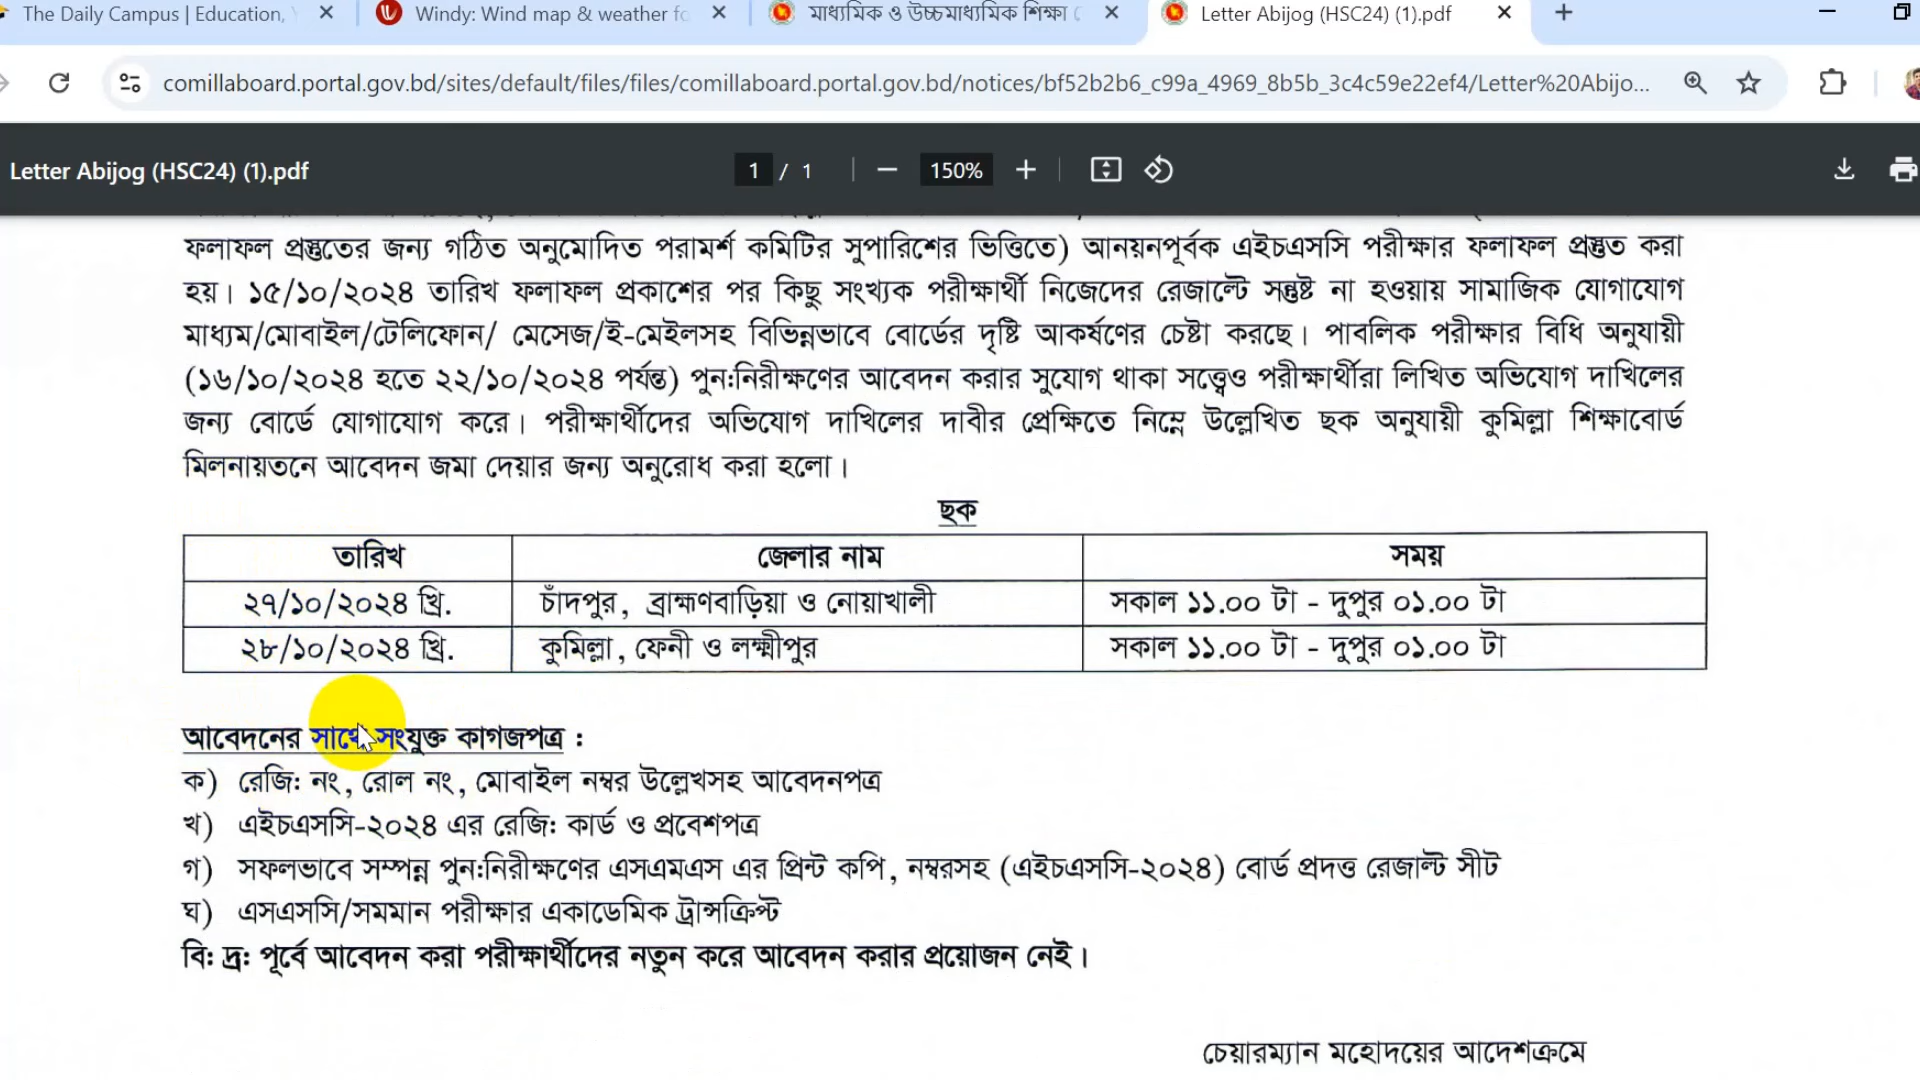 The Daily Campus | Education,
Windy: Wind map & weather fo
মাধ্যমিক ও উচ্চমাধ্যমিক শিক্ষা
Letter Abijog (HSC24) (1).pdf
comillaboard.portal.gov.bd/sites/default/files/files/comillaboard.portal.gov.bd/notices/bf52b2b6_c99a_4969_8b5b_3c4c59e22ef4/Letter%20Abijo...
Letter Abijog (HSC24) (1).pdf
1 / 1
150%
ফলাফল প্রস্তুতের জন্য গঠিত অনুমোদিত পরামর্শ কমিটির সুপারিশের ভিত্তিতে) আনয়নপূর্বক এইচএসসি পরীক্ষার ফলাফল প্রস্তুত করা
হয়। ১৫/১০/২০২৪ তারিখ ফলাফল প্রকাশের পর কিছু সংখ্যক পরীক্ষার্থী নিজেদের রেজাল্টে সন্তুষ্ট না হওয়ায় সামাজিক যোগাযোগ
মাধ্যম/মোবাইল/টেলিফোন/ মেসেজ/ই-মেইলসহ বিভিন্নভাবে বোর্ডের দৃষ্টি আকর্ষণের চেষ্টা করছে। পাবলিক পরীক্ষার বিধি অনুযায়ী
(১৬/১০/২০২৪ হতে ২২/১০/২০২৪ পর্যন্ত) পুন:নিরীক্ষণের আবেদন করার সুযোগ থাকা সত্ত্বেও পরীক্ষার্থীরা লিখিত অভিযোগ দাখিলের
জন্য বোর্ডে যোগাযোগ করে। পরীক্ষার্থীদের অভিযোগ দাখিলের দাবীর প্রেক্ষিতে নিম্নে উল্লেখিত ছক অনুযায়ী কুমিল্লা শিক্ষাবোর্ড
মিলনায়তনে আবেদন জমা দেয়ার জন্য অনুরোধ করা হলো।
ছক
তারিখ জেলার নাম সময়
২৭/১০/২০২৪ খ্রি. চাঁদপুর, ব্রাহ্মণবাড়িয়া ও নোয়াখালী সকাল ১১.০০ টা - দুপুর ০১.০০ টা
২৮/১০/২০২৪ খ্রি. কুমিল্লা, ফেনী ও লক্ষ্মীপুর সকাল ১১.০০ টা - দুপুর ০১.০০ টা
আবেদনের সাথে সংযুক্ত কাগজপত্র :
ক) রেজি: নং, রোল নং, মোবাইল নম্বর উল্লেখসহ আবেদনপত্র
খ) এইচএসসি-২০২৪ এর রেজি: কার্ড ও প্রবেশপত্র
গ) সফলভাবে সম্পন্ন পুন:নিরীক্ষণের এসএমএস এর প্রিন্ট কপি, নম্বরসহ (এইচএসসি-২০২৪) বোর্ড প্রদত্ত রেজাল্ট সীট
ঘ) এসএসসি/সমমান পরীক্ষার একাডেমিক ট্রান্সক্রিপ্ট
বি: দ্র: পূর্বে আবেদন করা পরীক্ষার্থীদের নতুন করে আবেদন করার প্রয়োজন নেই।
চেয়ারম্যান মহোদয়ের আদেশক্রমে